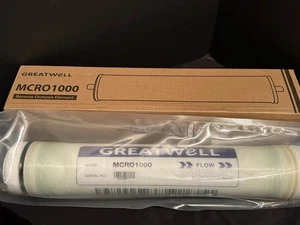 GREATWELL
MCRO1000
Reverse Osmosis Element
GREATWELL
MODEL
MCRO1000
FLOW
SERIAL NO.